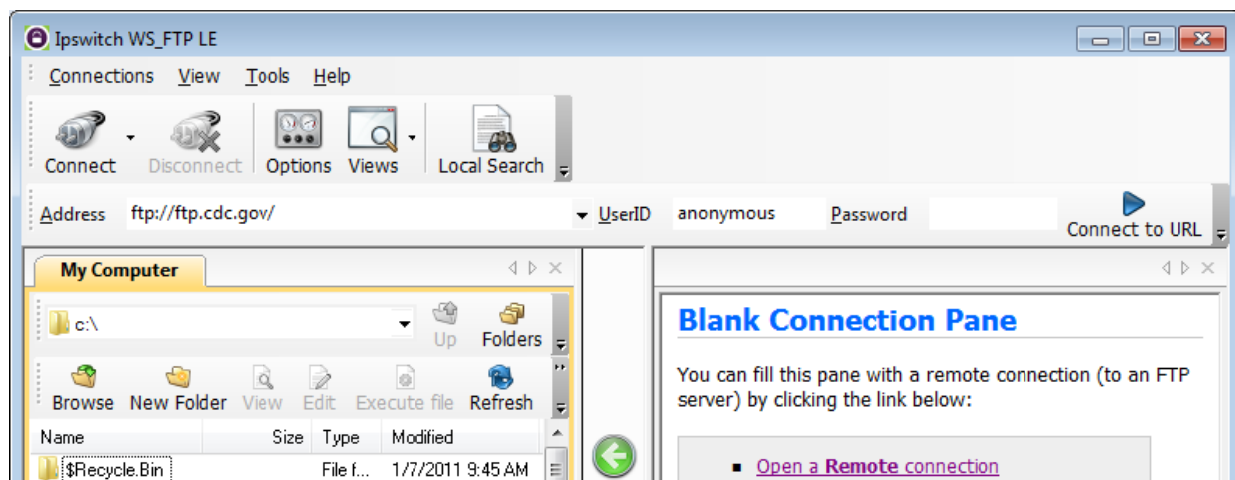 Ipswitch WS_FTP LE
Connections View Tools Help
Connect Disconnect Options Views Local Search
Address ftp://ftp.cdc.gov/ UserID anonymous Password Connect to URL
My Computer
c:\ Up Folders
Browse New Folder View Edit Execute file Refresh
Name Size Type Modified
$Recycle.Bin File f... 1/7/2011 9:45 AM
Blank Connection Pane
You can fill this pane with a remote connection (to an FTP
server) by clicking the link below:
Open a Remote connection